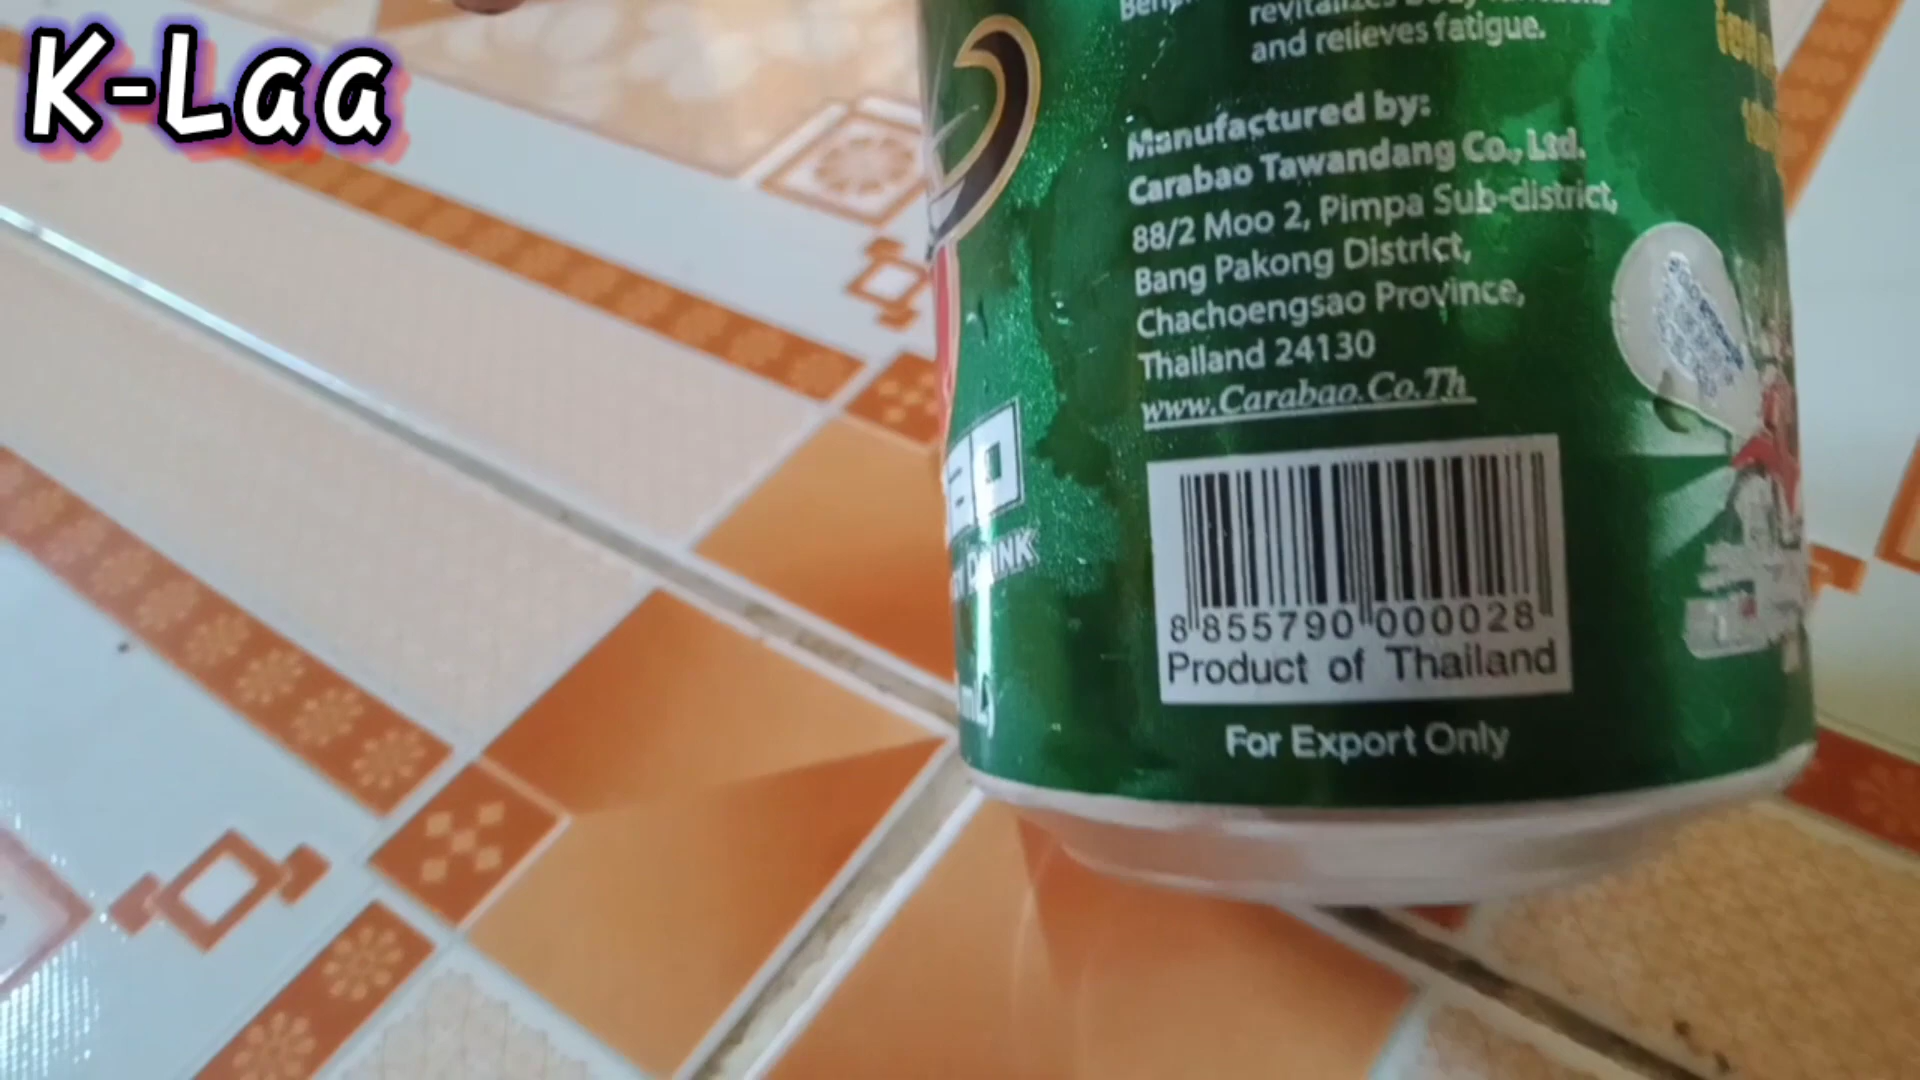 K-Laa
and relieves fatigue.
Manufactured by:
Carabao Tawandang Co., Ltd.
88/2 Moo 2, Pimpa Sub-district,
Bang Pakong District,
Chachoengsao Province,
Thailand 24130
www.Carabao.Co.Th
8 855790 000028
Product of Thailand
For Export Only